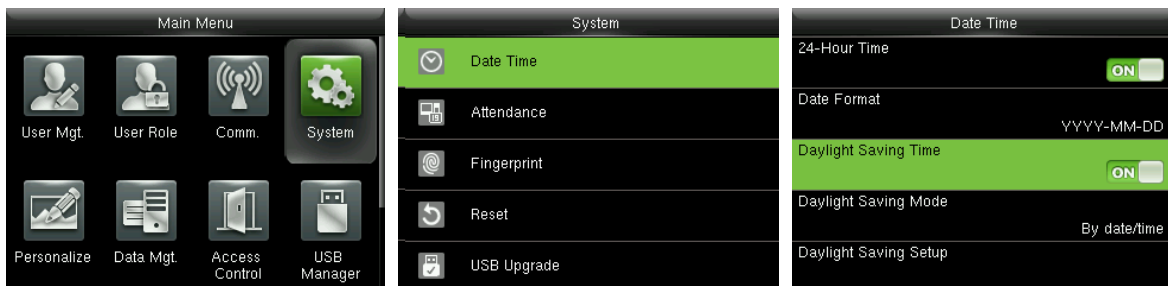 Main Menu
User Mgt.
User Role
Comm.
System
Personalize
Data Mgt.
Access
Control
USB
Manager
System
Date Time
Attendance
Fingerprint
Reset
USB Upgrade
Date Time
24-Hour Time
ON
Date Format
YYYY-MM-DD
Daylight Saving Time
ON
Daylight Saving Mode
By date/time
Daylight Saving Setup